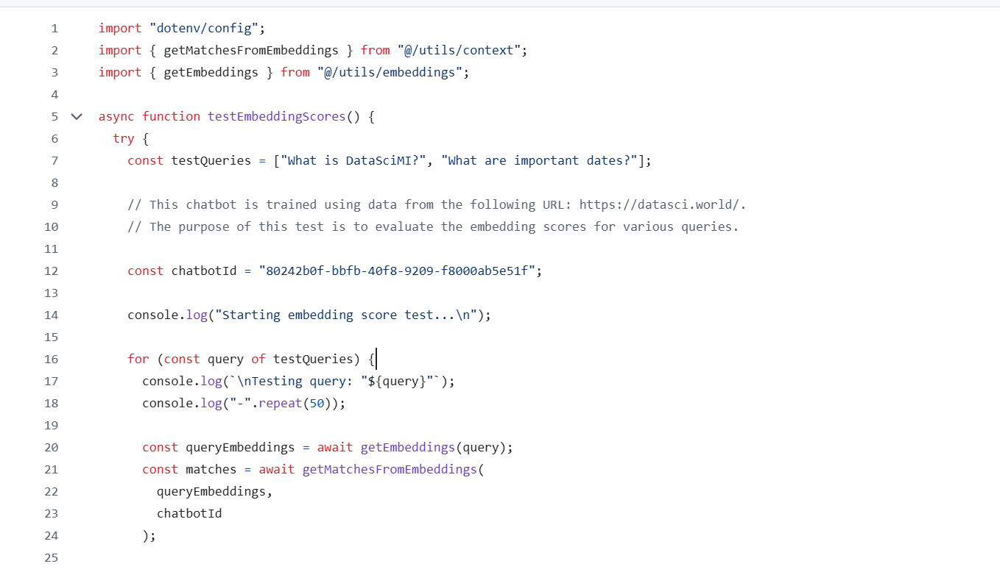 1 import "dotenv/config";
2 import { getMatchesFromEmbeddings } from "@/utils/context";
3 import { getEmbeddings } from "@/utils/embeddings";
4
5 async function testEmbeddingScores() {
6 try {
7 const testQueries = ["What is DataSciMI?", "What are important dates?"];
8
9 // This chatbot is trained using data from the following URL: https://datasci.world/.
10 // The purpose of this test is to evaluate the embedding scores for various queries.
11
12 const chatbotId = "80242b0f-bbfb-40f8-9209-f8000ab5e51f";
13
14 console.log("Starting embedding score test...\n");
15
16 for (const query of testQueries) {
17 console.log(`\nTesting query: "${query}"`);
18 console.log("-".repeat(50));
19
20 const queryEmbeddings = await getEmbeddings(query);
21 const matches = await getMatchesFromEmbeddings(
22 queryEmbeddings,
23 chatbotId
24 );
25